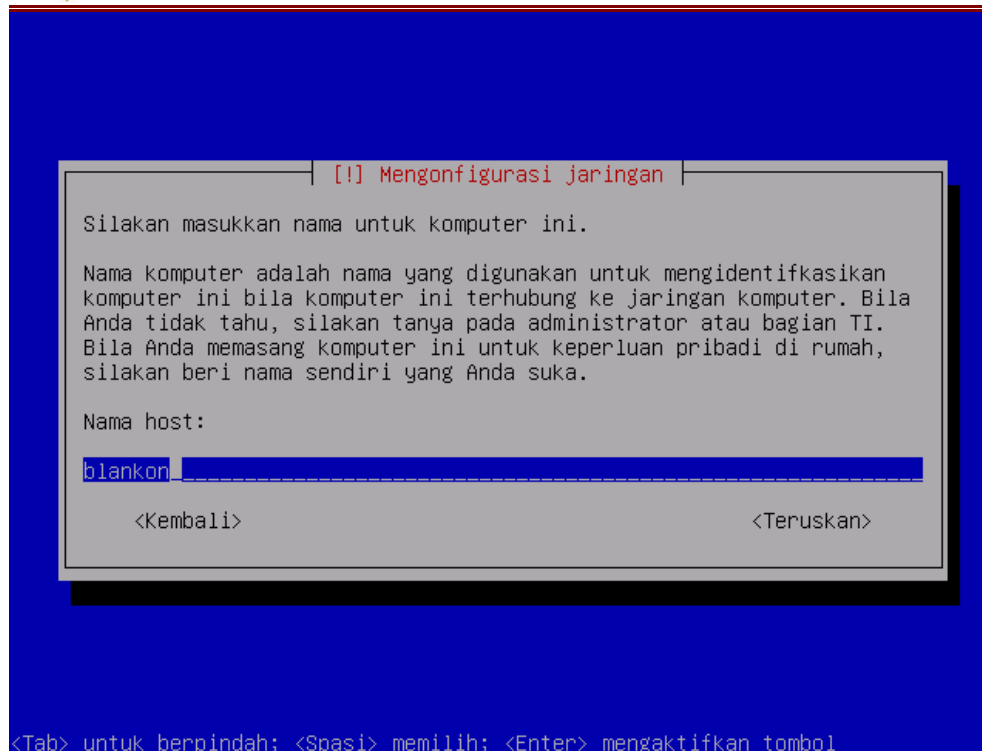 [!] Mengonfigurasi jaringan
Silakan masukkan nama untuk komputer ini.
Nama komputer adalah nama yang digunakan untuk mengidentifkasikan
komputer ini bila komputer ini terhubung ke jaringan komputer. Bila
Anda tidak tahu, silakan tanya pada administrator atau bagian TI.
Bila Anda memasang komputer ini untuk keperluan pribadi di rumah,
silakan beri nama sendiri yang Anda suka.
Nama host:
blankon
<Kembali> <Teruskan>
<Tab> untuk berpindah; <Spasi> memilih; <Enter> mengaktifkan tombol